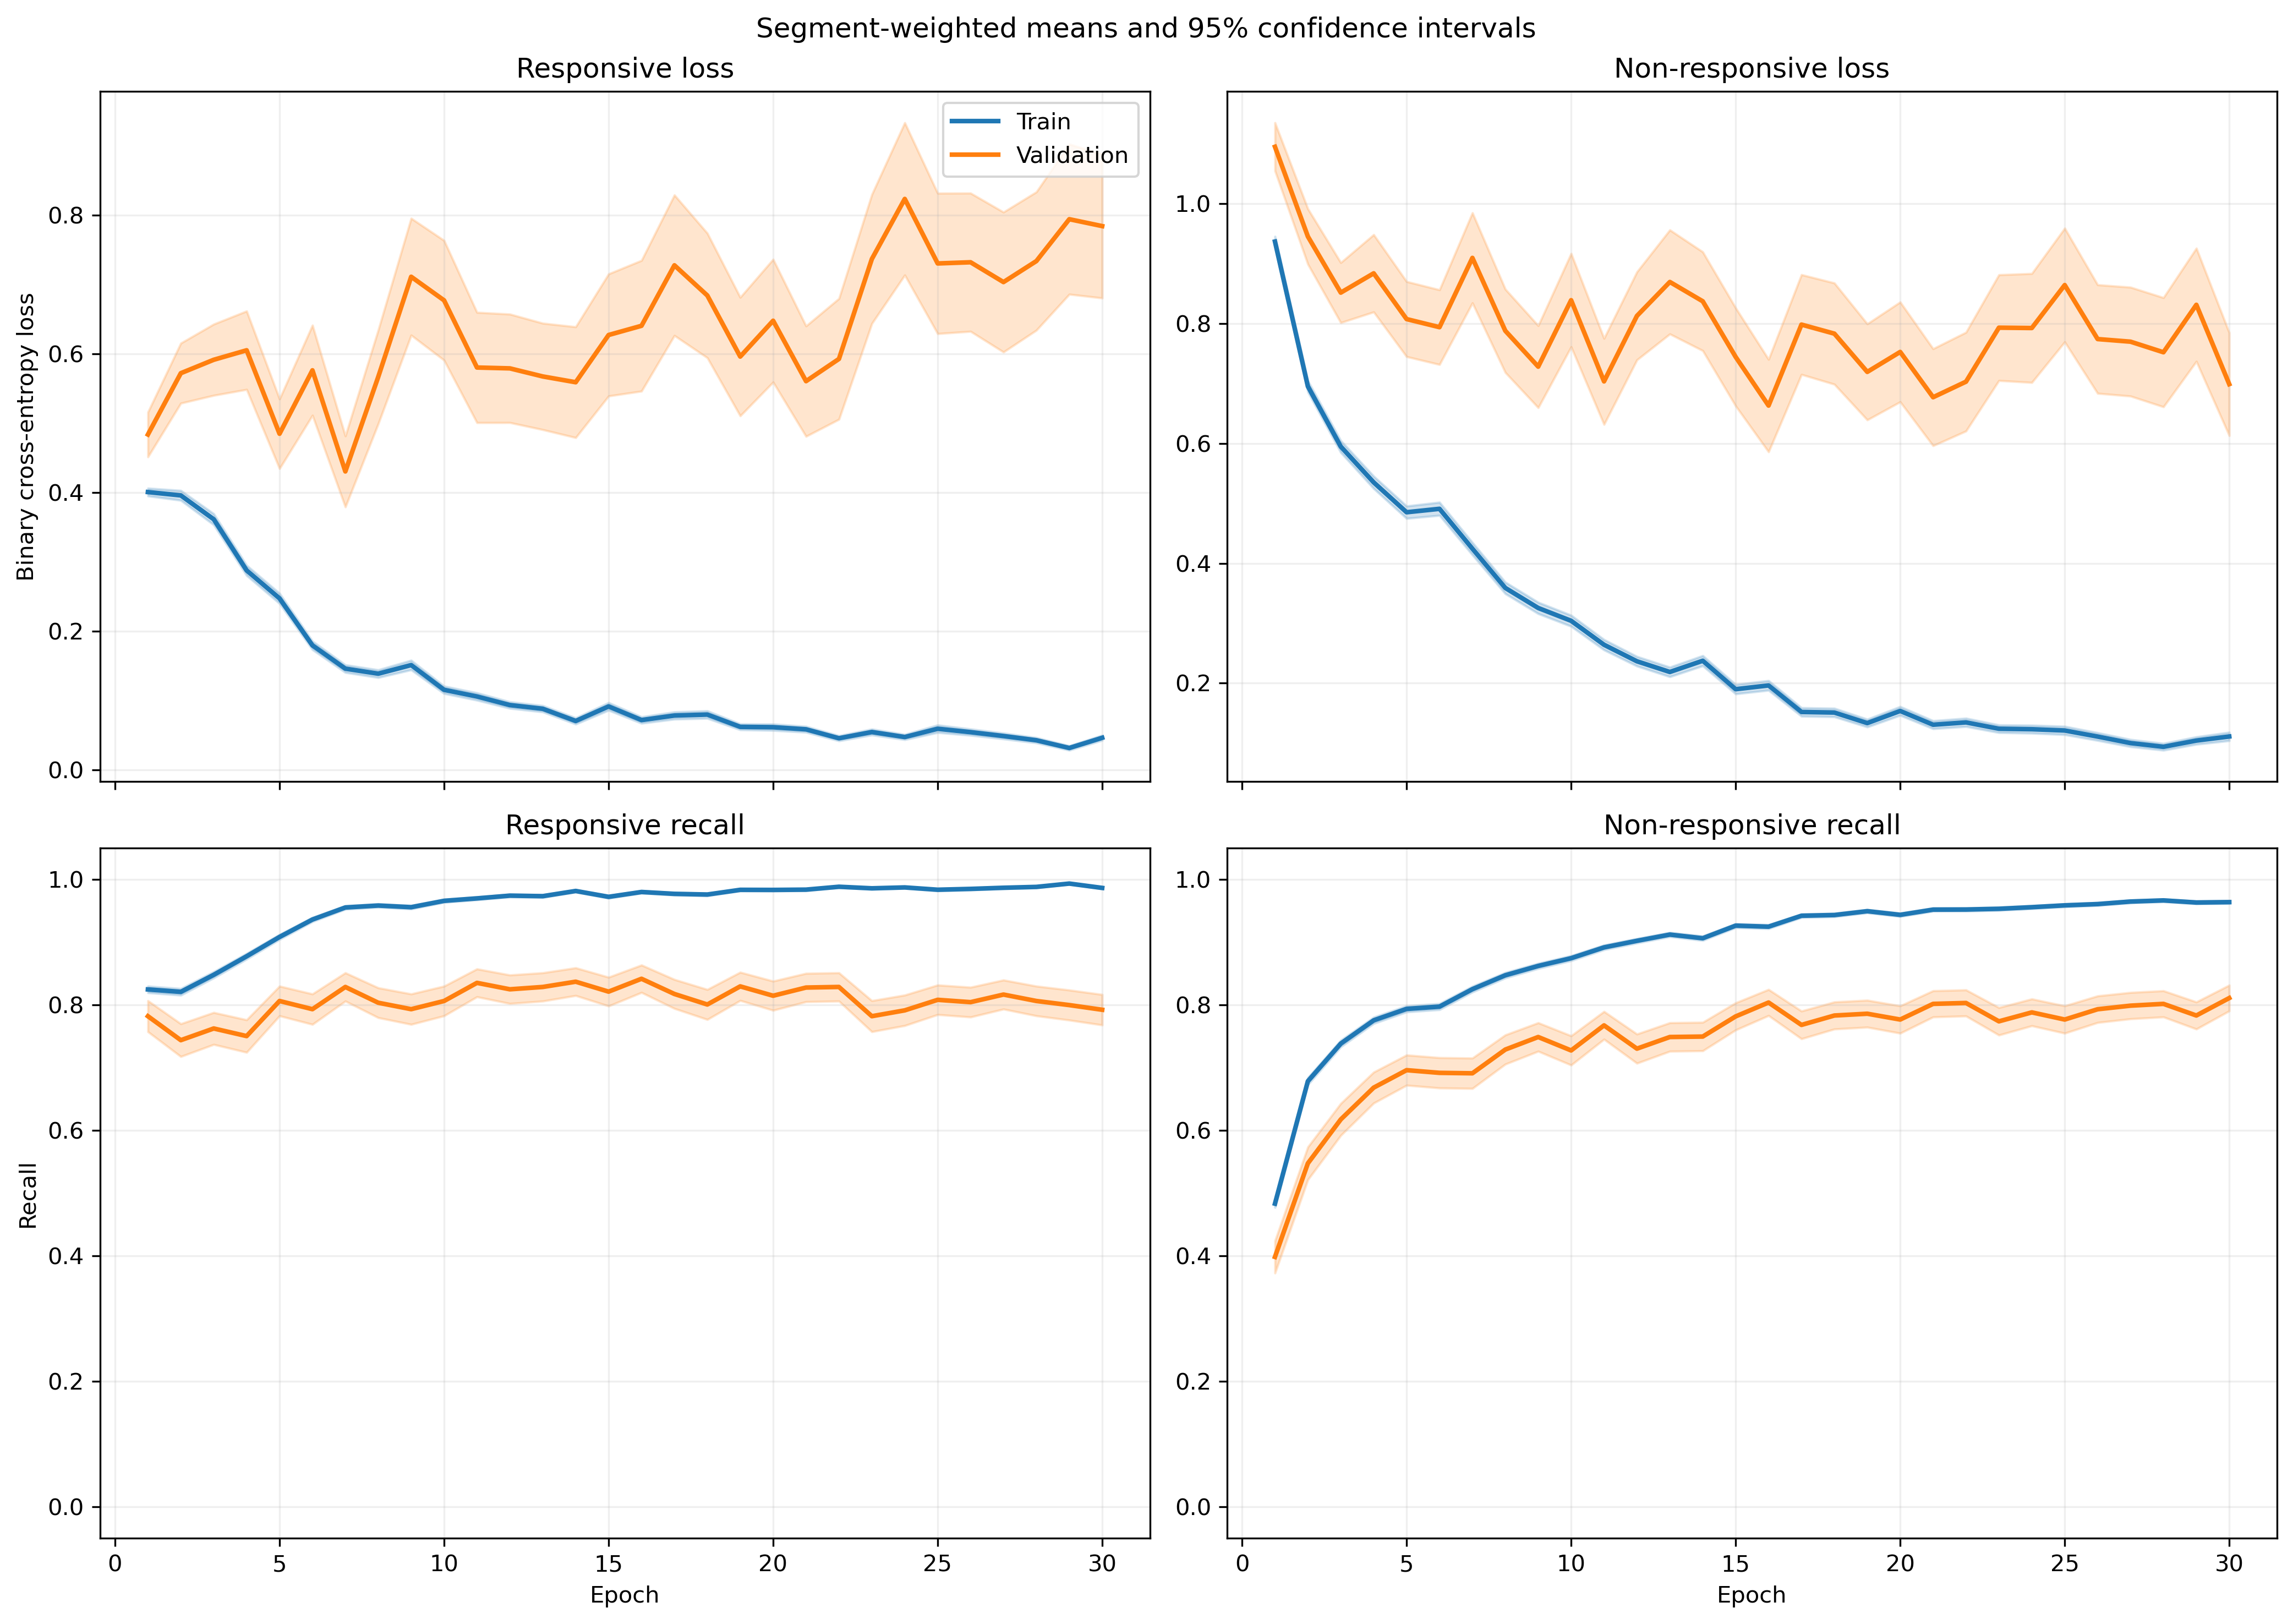 Segment-weighted means and 95% confidence intervals
Responsive loss
Non-responsive loss
Binary cross-entropy loss
0.8
0.6
0.4
0.2
0.0
Train
Validation
1.0
0.8
0.6
0.4
0.2
Responsive recall
Non-responsive recall
Recall
1.0
0.8
0.6
0.4
0.2
0.0
0 5 10 15 20 25 30
Epoch
1.0
0.8
0.6
0.4
0.2
0.0
0 5 10 15 20 25 30
Epoch